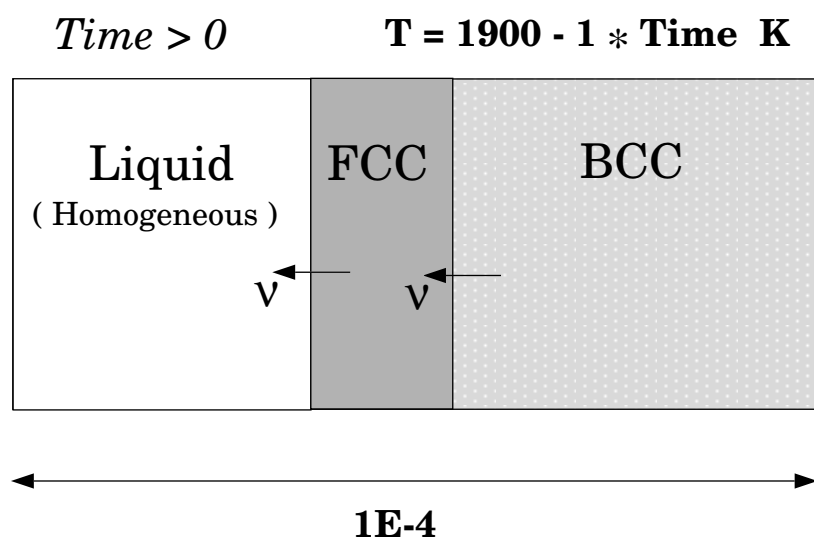 Time > 0
T = 1900 - 1 * Time K
Liquid
( Homogeneous )
FCC
BCC
ν
ν
1E-4